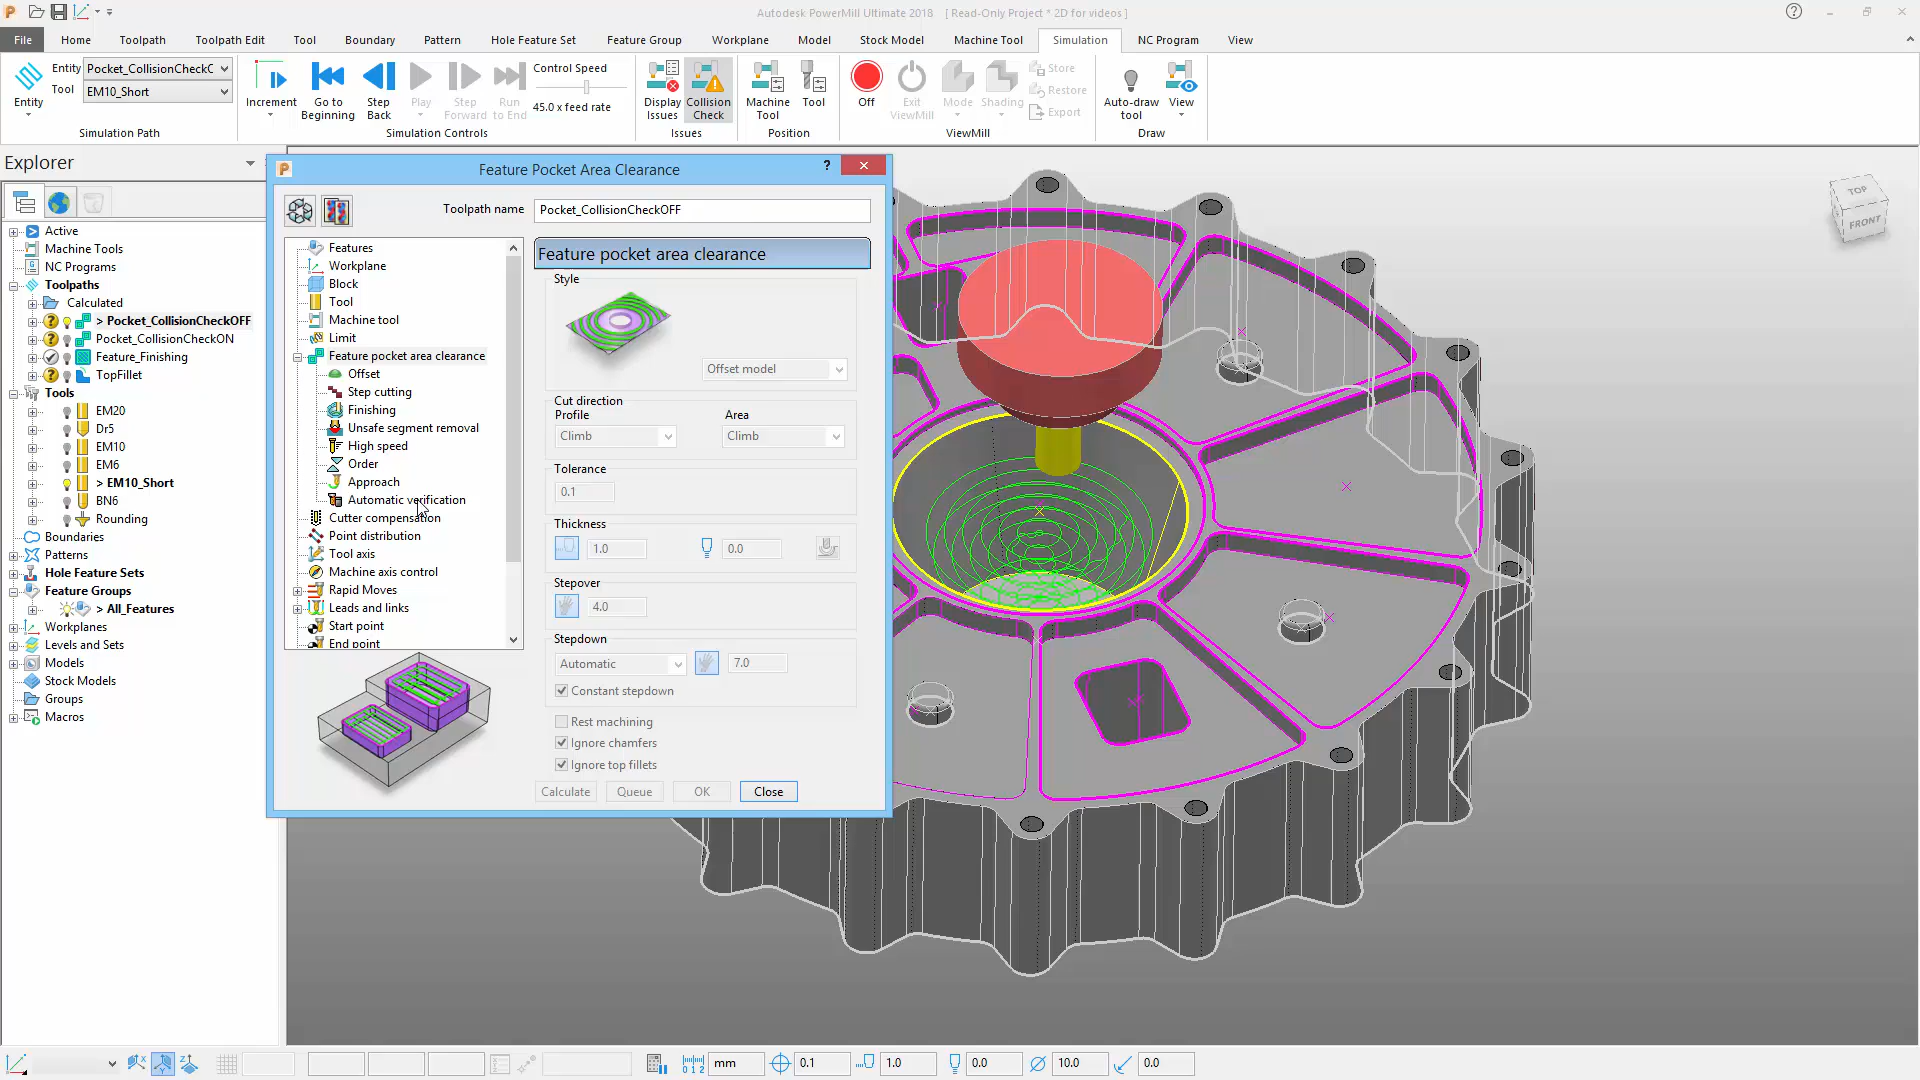 Autodesk PowerMill Ultimate 2018 [ Read-Only Project * 2D for videos ]
File Home Toolpath Toolpath Edit Tool Boundary Pattern Hole Feature Set Feature Group Workplane Model Stock Model Machine Tool Simulation NC Program View
Entity Pocket_CollisionCheckC
Tool EM10_Short
Entity
Increment
Go to Beginning
Step Back
Play
Step Forward
Run to End
Control Speed
45.0 x feed rate
Display Issues
Collision Check
Machine Tool
Tool
Off
Exit ViewMill
Mode
Shading
Store
Restore
Export
Auto-draw tool
View
Simulation Path
Simulation Controls
Issues
Position
ViewMill
Draw
Explorer
Active
Machine Tools
NC Programs
Toolpaths
Calculated
> Pocket_CollisionCheckOFF
Pocket_CollisionCheckON
Feature_Finishing
TopFillet
Tools
EM20
Dr5
EM10
EM6
> EM10_Short
BN6
Rounding
Boundaries
Patterns
Hole Feature Sets
Feature Groups
> All_Features
Workplanes
Levels and Sets
Models
Stock Models
Groups
Macros
Feature Pocket Area Clearance
?
Toolpath name Pocket_CollisionCheckOFF
Features
Workplane
Block
Tool
Machine tool
Limit
Feature pocket area clearance
Offset
Step cutting
Finishing
Unsafe segment removal
High speed
Order
Approach
Automatic verification
Cutter compensation
Point distribution
Tool axis
Machine axis control
Rapid Moves
Leads and links
Start point
End point
Feature pocket area clearance
Style
Offset model
Cut direction
Profile Area
Climb Climb
Tolerance
0.1
Thickness
1.0 0.0
Stepover
4.0
Stepdown
Automatic 7.0
Constant stepdown
Rest machining
Ignore chamfers
Ignore top fillets
Calculate Queue OK Close
TOP
FRONT
mm 0.1 1.0 0.0 10.0 0.0